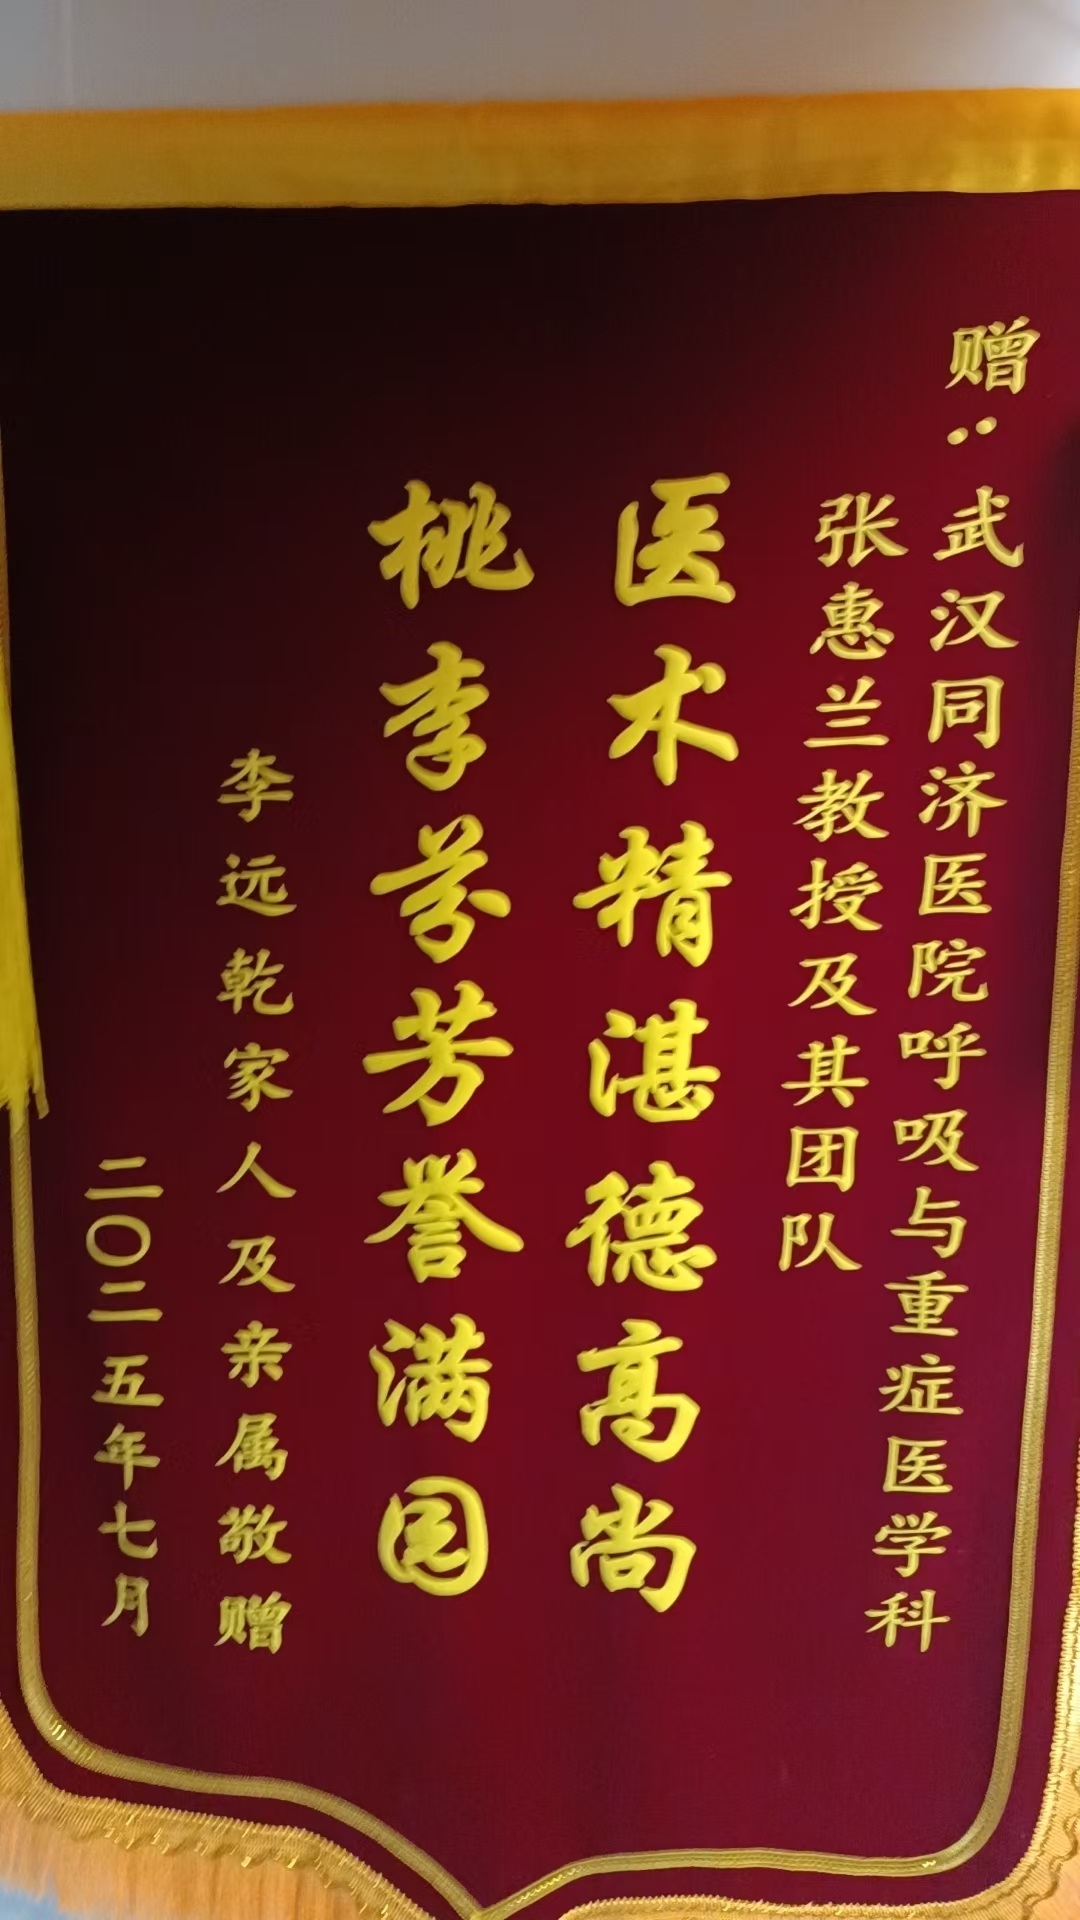 赠：武汉同济医院呼吸与重症医学科
张惠兰教授及其团队
医术精湛德高尚
桃李芬芳誉满园
李远乾家人及亲属敬赠
二〇二五年七月